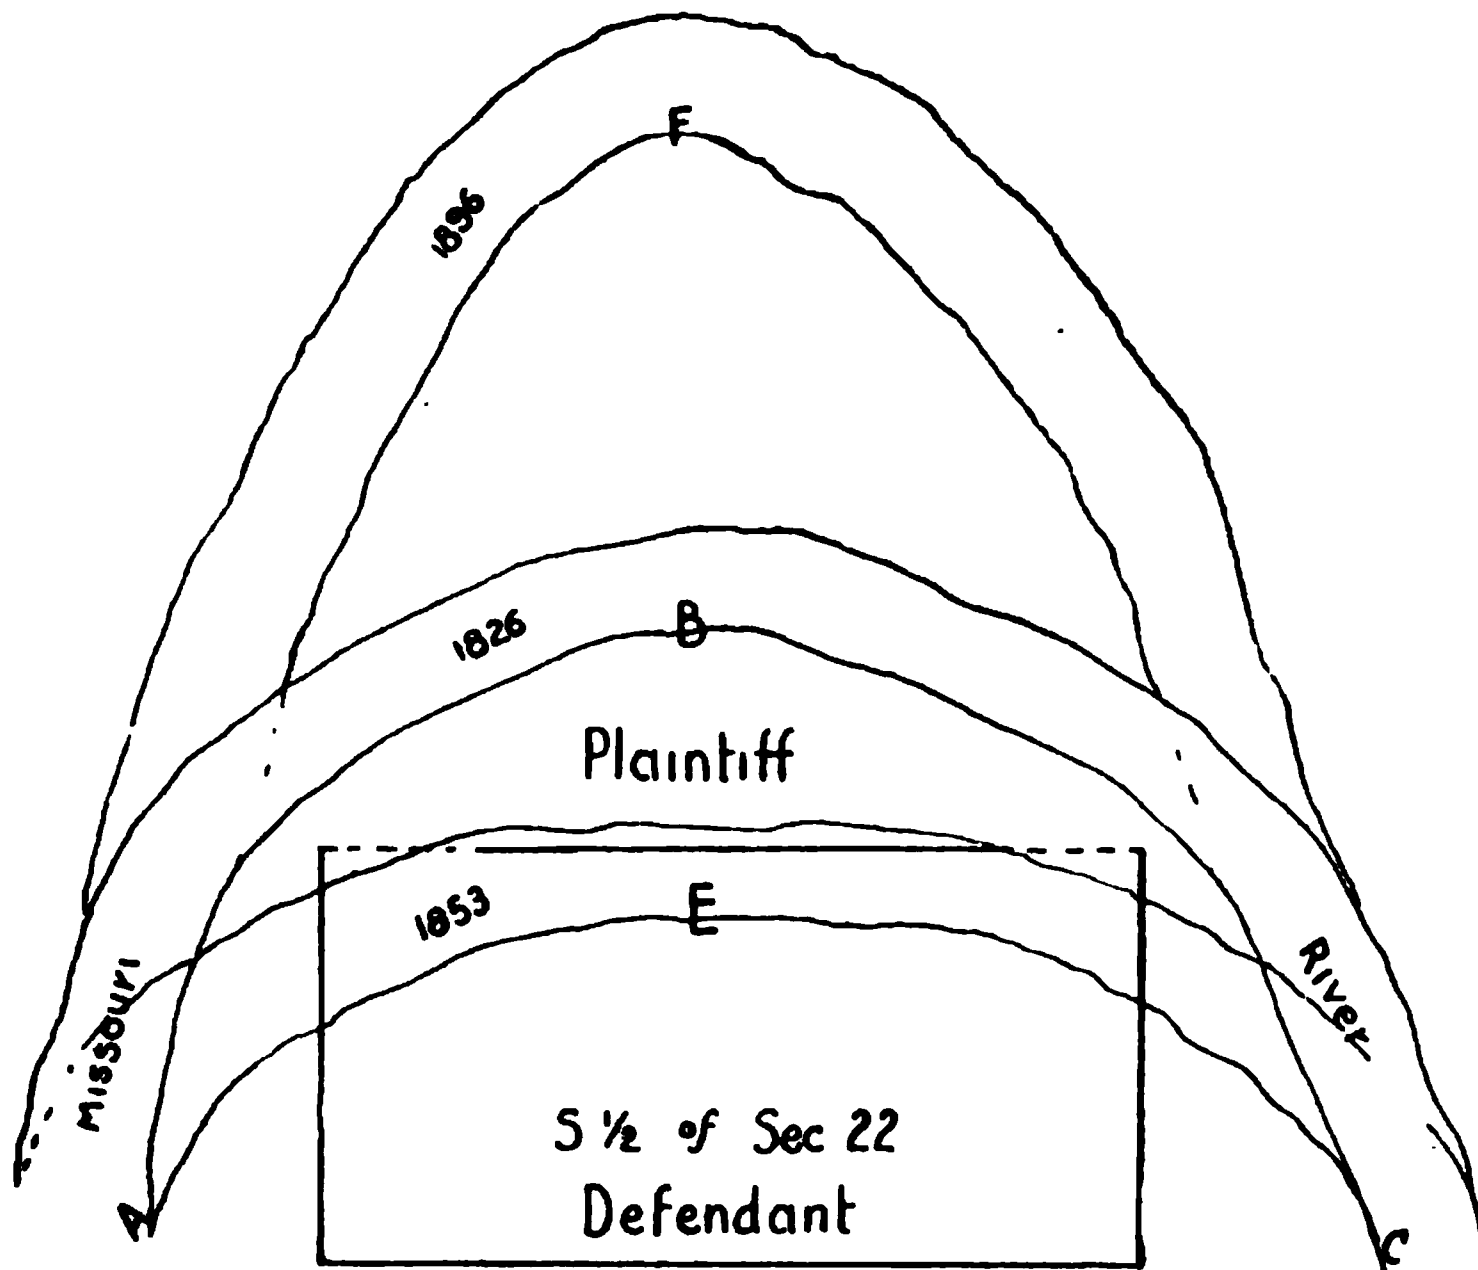 F
1896
B
1826
Plaintiff
E
1853
Missouri
River
S ½ of Sec 22
Defendant
A
C